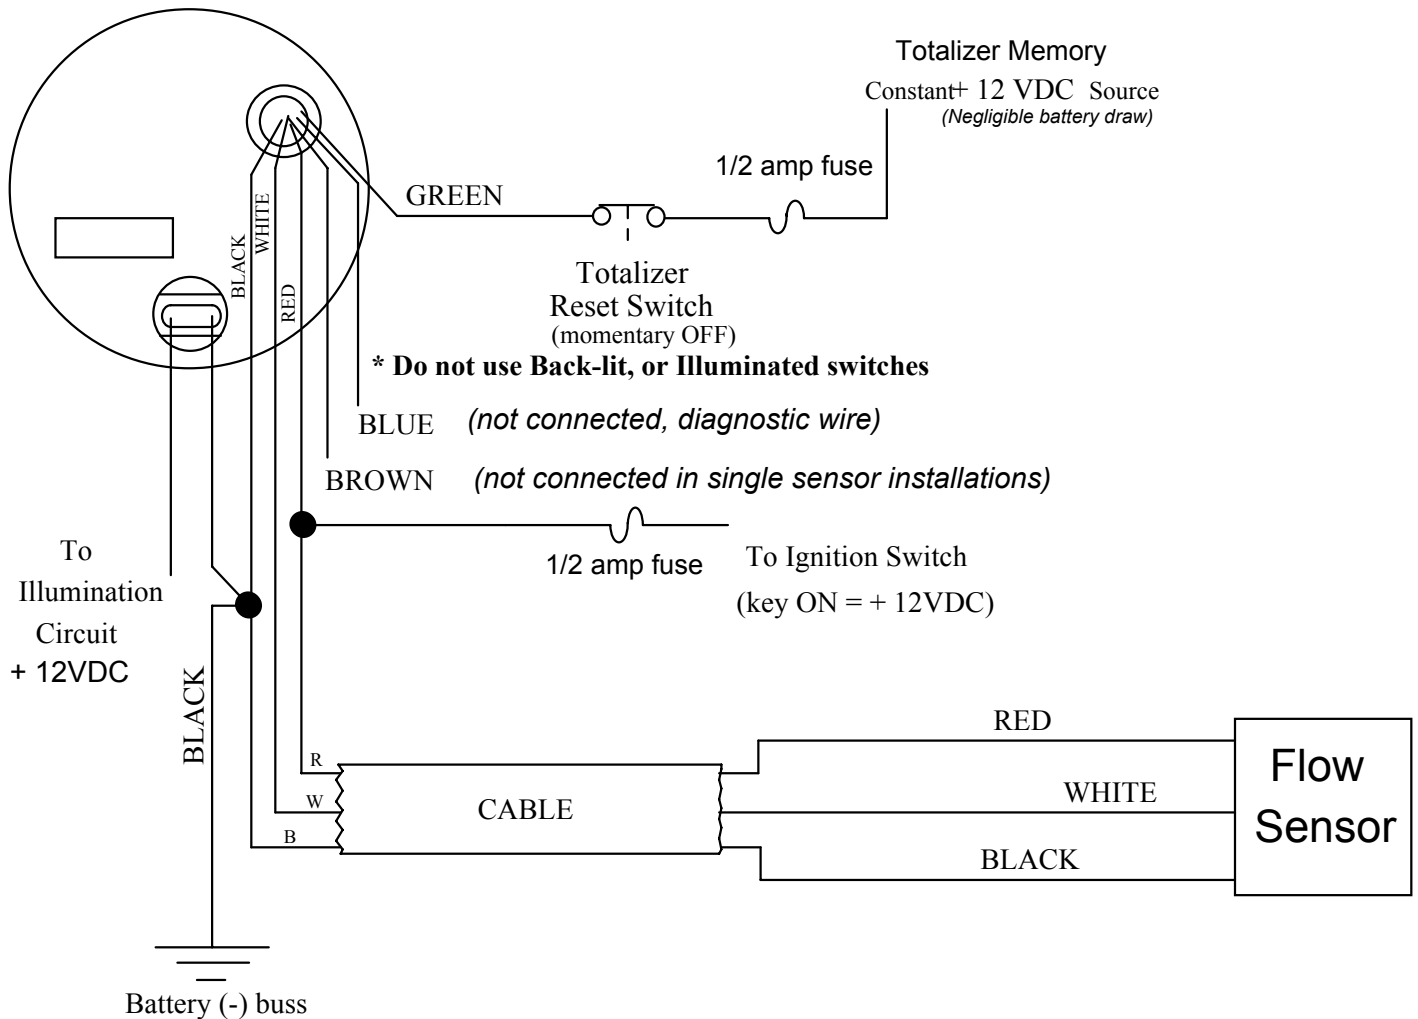 Totalizer Memory
Constant+ 12 VDC Source
(Negligible battery draw)
1/2 amp fuse
GREEN
WHITE
BLACK
RED
Totalizer
Reset Switch
(momentary OFF)
* Do not use Back-lit, or Illuminated switches
BLUE (not connected, diagnostic wire)
BROWN (not connected in single sensor installations)
1/2 amp fuse
To Ignition Switch
(key ON = + 12VDC)
To
Illumination
Circuit
+ 12VDC
BLACK
R
W
B
CABLE
RED
WHITE
BLACK
Flow
Sensor
Battery (-) buss